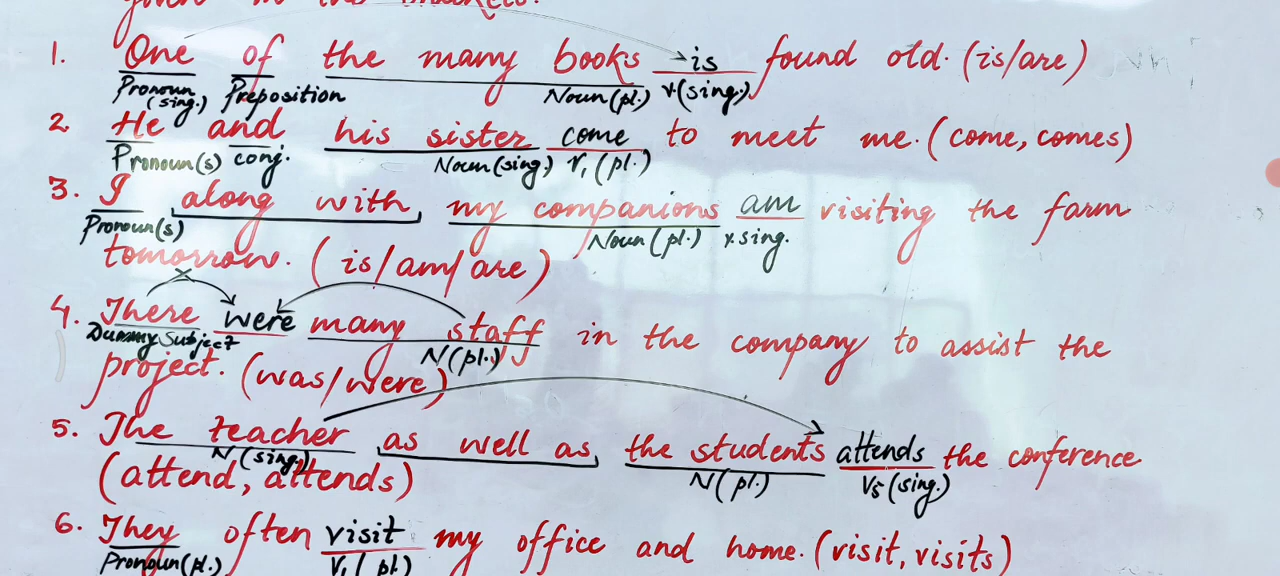 given in the brackets.
1. One of the many books is found old. (is/are)
Pronoun (sing.) Preposition Noun (pl.) v (sing.)
2. He and his sister come to meet me. (come, comes)
Pronoun (s) conj. Noun (sing.) V1 (pl.)
3. I along with my companions am visiting the farm
Pronoun (s) Noun (pl.) v. sing.
tomorrow. (is/am/are)
4. There were many staff in the company to assist the
Dummy Subject N (pl.)
project. (was/were)
5. The teacher as well as the students attends the conference
N (sing.) N (pl.) V5 (sing.)
(attend, attends)
6. They often visit my office and home. (visit, visits)
Pronoun (pl.) V1 (pl.)